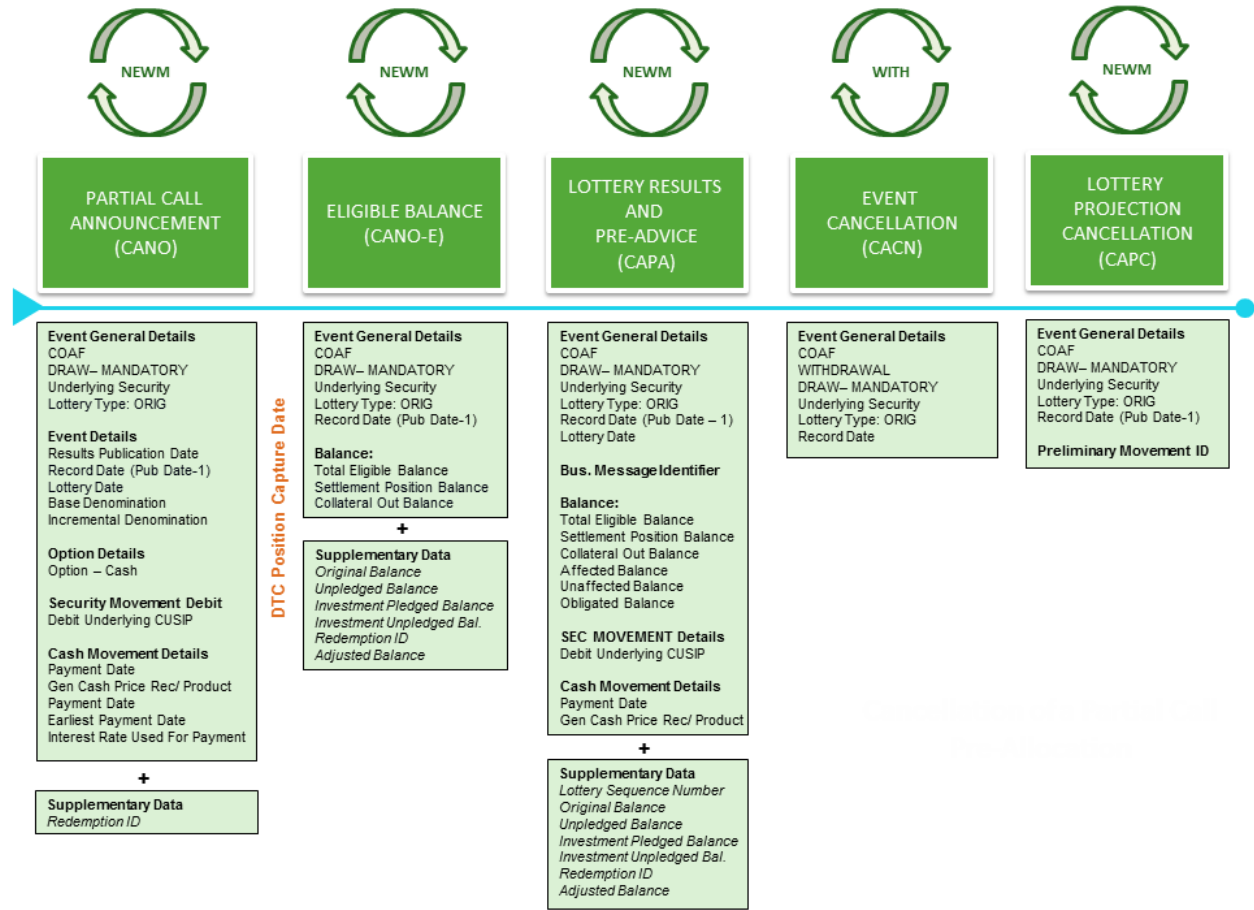 NEWM
NEWM
NEWM
WITH
NEWM
PARTIAL CALL
ANNOUNCEMENT
(CANO)
ELIGIBLE BALANCE
(CANO-E)
LOTTERY RESULTS
AND
PRE-ADVICE
(CAPA)
EVENT
CANCELLATION
(CACN)
LOTTERY
PROJECTION
CANCELLATION
(CAPC)
Event General Details
COAF
DRAW– MANDATORY
Underlying Security
Lottery Type: ORIG
Event Details
Results Publication Date
Record Date (Pub Date-1)
Lottery Date
Base Denomination
Incremental Denomination
Option Details
Option – Cash
Security Movement Debit
Debit Underlying CUSIP
Cash Movement Details
Payment Date
Gen Cash Price Rec/ Product
Payment Date
Earliest Payment Date
Interest Rate Used For Payment
+
Supplementary Data
Redemption ID
DTC Position Capture Date
Event General Details
COAF
DRAW– MANDATORY
Underlying Security
Lottery Type: ORIG
Record Date (Pub Date-1)
Balance:
Total Eligible Balance
Settlement Position Balance
Collateral Out Balance
+
Supplementary Data
Original Balance
Unpledged Balance
Investment Pledged Balance
Investment Unpledged Bal.
Redemption ID
Adjusted Balance
Event General Details
COAF
DRAW– MANDATORY
Underlying Security
Lottery Type: ORIG
Record Date (Pub Date – 1)
Lottery Date
Bus. Message Identifier
Balance:
Total Eligible Balance
Settlement Position Balance
Collateral Out Balance
Affected Balance
Unaffected Balance
Obligated Balance
SEC MOVEMENT Details
Debit Underlying CUSIP
Cash Movement Details
Payment Date
Gen Cash Price Rec/ Product
+
Supplementary Data
Lottery Sequence Number
Original Balance
Unpledged Balance
Investment Pledged Balance
Investment Unpledged Bal.
Redemption ID
Adjusted Balance
Event General Details
COAF
WITHDRAWAL
DRAW– MANDATORY
Underlying Security
Lottery Type: ORIG
Record Date
Event General Details
COAF
DRAW– MANDATORY
Underlying Security
Lottery Type: ORIG
Record Date (Pub Date-1)
Preliminary Movement ID